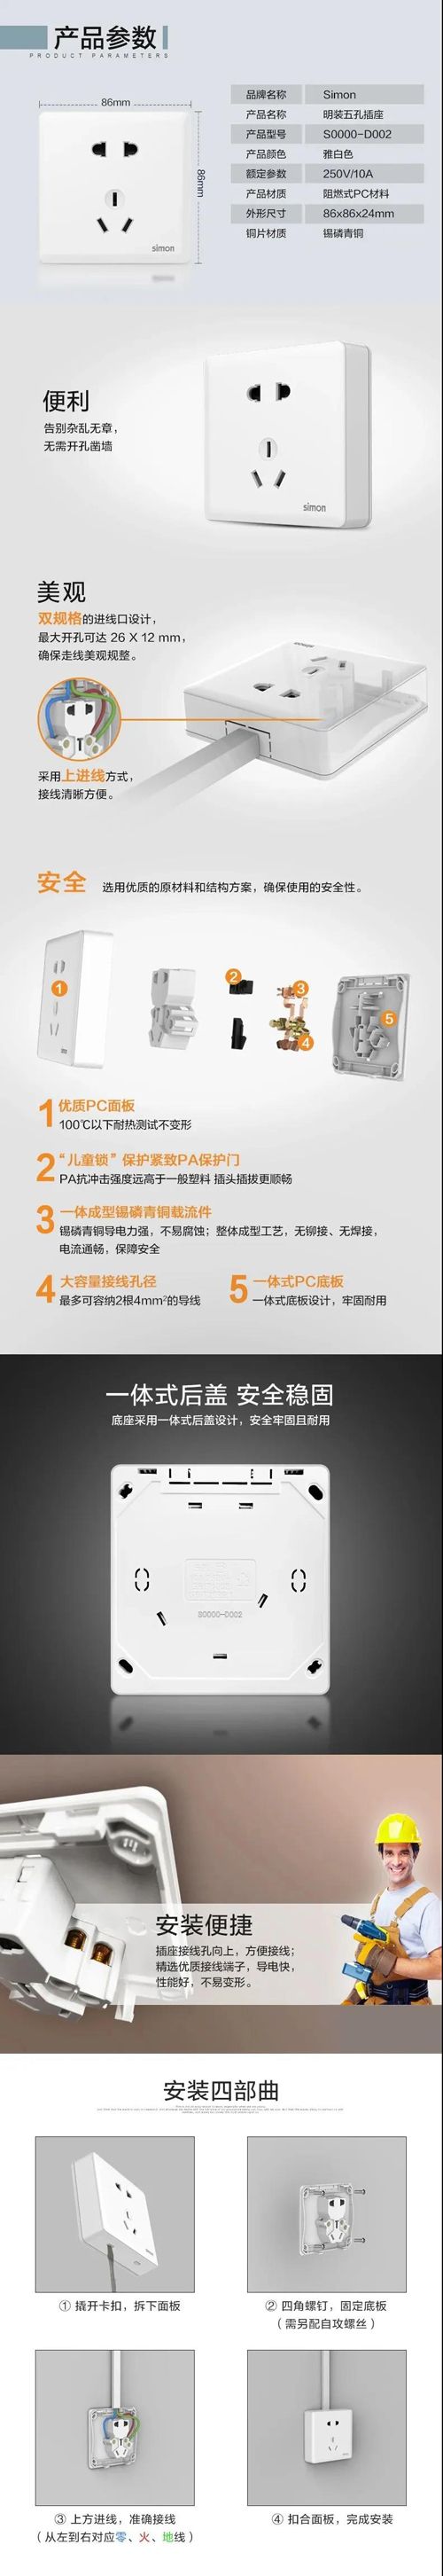 产品参数
PRODUCT PARAMETERS
86mm
86mm
simon
品牌名称 Simon
产品名称 明装五孔插座
产品型号 S0000-D002
产品颜色 雅白色
额定参数 250V/10A
产品材质 阻燃式PC材料
外形尺寸 86x86x24mm
铜片材质 锡磷青铜
便利
告别杂乱无章，
无需开孔凿墙
simon
美观
双规格的进线口设计，
最大开孔可达 26 X 12 mm，
确保走线美观规整。
采用上进线方式，
接线清晰方便。
安全 选用优质的原材料和结构方案，确保使用的安全性。
1
2
3
4
5
1 优质PC面板
100℃以下耐热测试不变形
2 “儿童锁”保护紧致PA保护门
PA抗冲击强度远高于一般塑料 插头插拔更顺畅
3 一体成型锡磷青铜载流件
锡磷青铜导电力强，不易腐蚀；整体成型工艺，无铆接、无焊接，
电流通畅，保障安全
4 大容量接线孔径
最多可容纳2根4mm²的导线
5 一体式PC底板
一体式底板设计，牢固耐用
一体式后盖 安全稳固
底座采用一体式后盖设计，安全牢固且耐用
S0000-D002
安装便捷
插座接线孔向上，方便接线；
精选优质接线端子，导电快，
性能好，不易变形。
安装四部曲
① 撬开卡扣，拆下面板
② 四角螺钉，固定底板
（需另配自攻螺丝）
③ 上方进线，准确接线
（从左到右对应零、火、地线）
④ 扣合面板，完成安装